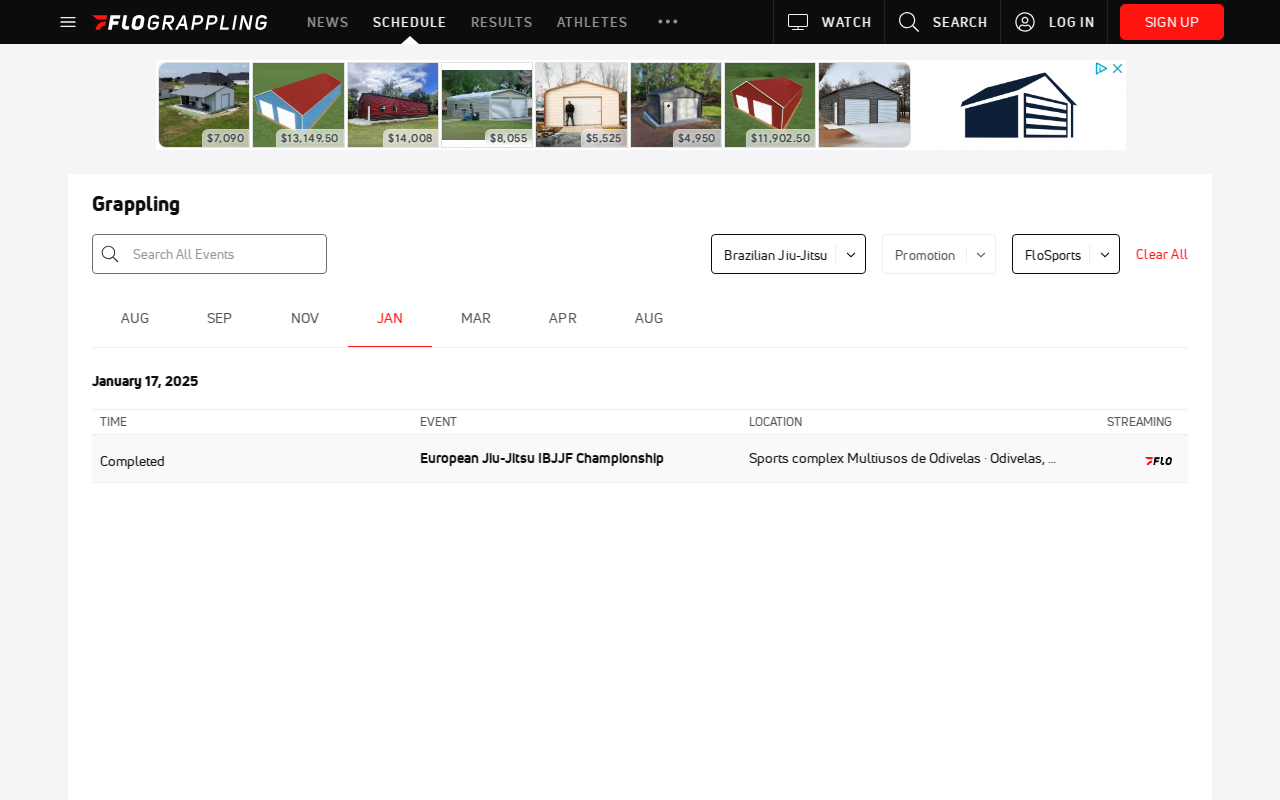 FLOGRAPPLING NEWS SCHEDULE RESULTS ATHLETES WATCH SEARCH LOG IN SIGN UP
$7,090 $13,149.50 $14,008 $8,055 $5,525 $4,950 $11,902.50
Grappling
Search All Events Brazilian Jiu-Jitsu Promotion FloSports Clear All
AUG SEP NOV JAN MAR APR AUG
January 17, 2025
TIME EVENT LOCATION STREAMING
Completed European Jiu-Jitsu IBJJF Championship Sports complex Multiusos de Odivelas · Odivelas, ... FLO